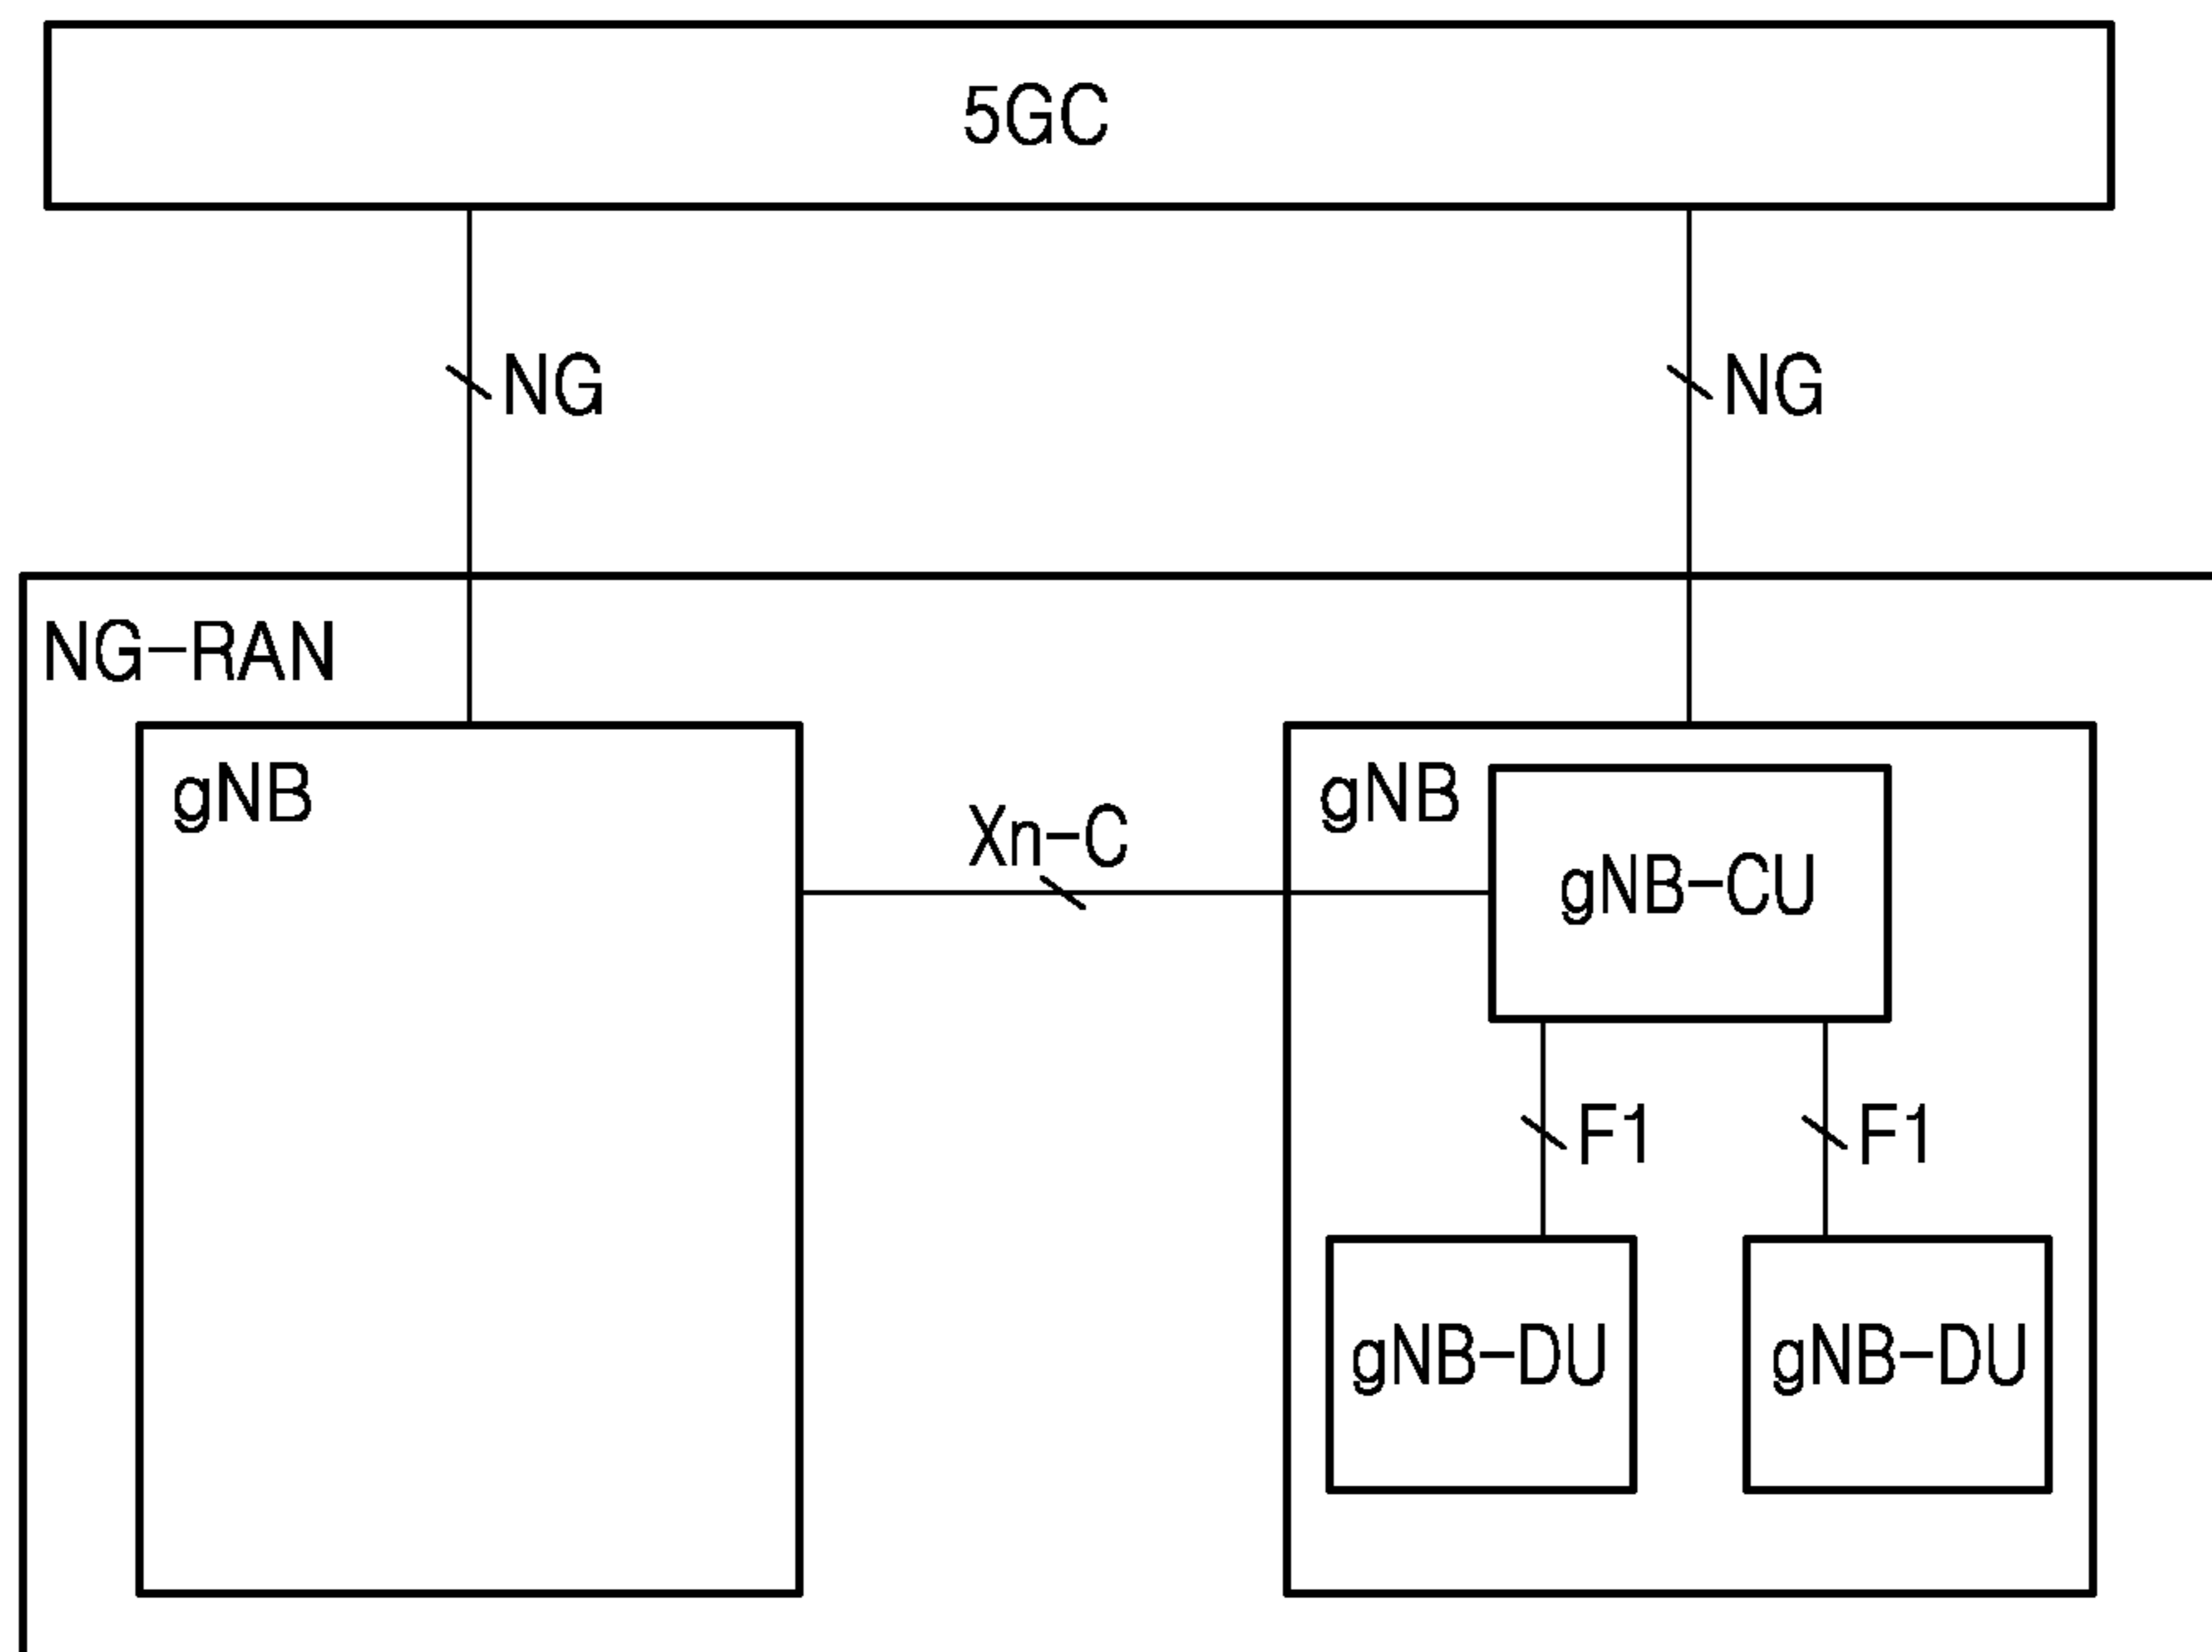 5GC
NG
NG
NG-RAN
gNB
Xn-C
gNB
gNB-CU
F1
F1
gNB-DU
gNB-DU